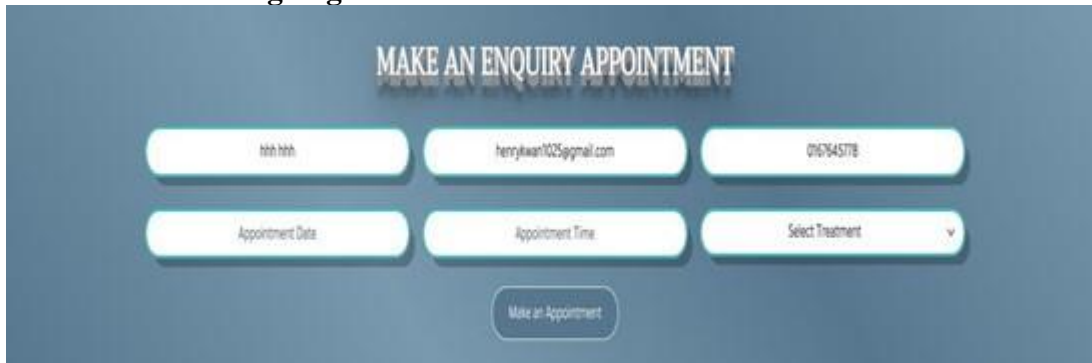 MAKE AN ENQUIRY APPOINTMENT
hhh hhh henrykwan1025@gmail.com 0167645778
Appointment Date Appointment Time Select Treatment
Make an Appointment